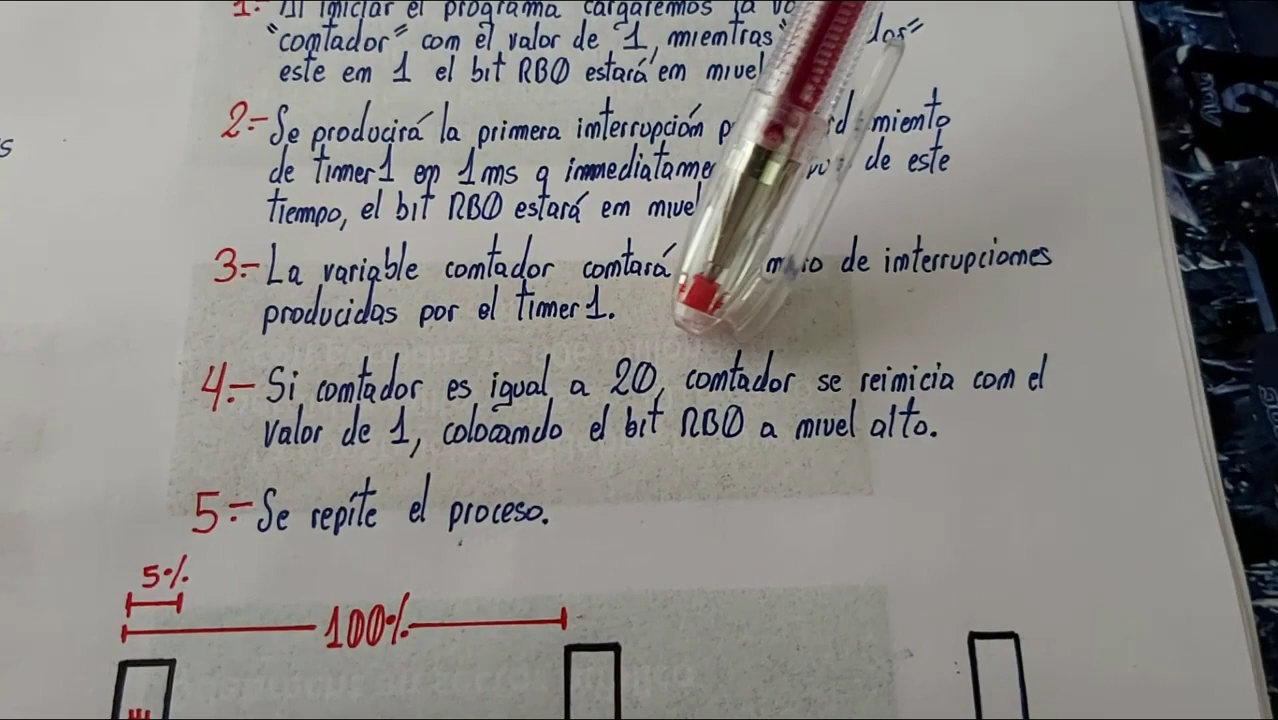 1.- Al iniciar el programa cargaremos la
"contador" con el valor de 1, mientras
este en 1 el bit RB0 estará en nivel
2.- Se producirá la primera interrupción
de timer1 en 1ms q inmediatame de este
tiempo, el bit RB0 estará en nivel
3.- La variable contador contará de interrupciones
producidas por el timer1.
4.- Si contador es igual a 20, contador se reinicia con el
valor de 1, colocando el bit RB0 a nivel alto.
5.- Se repite el proceso.
5%
100%